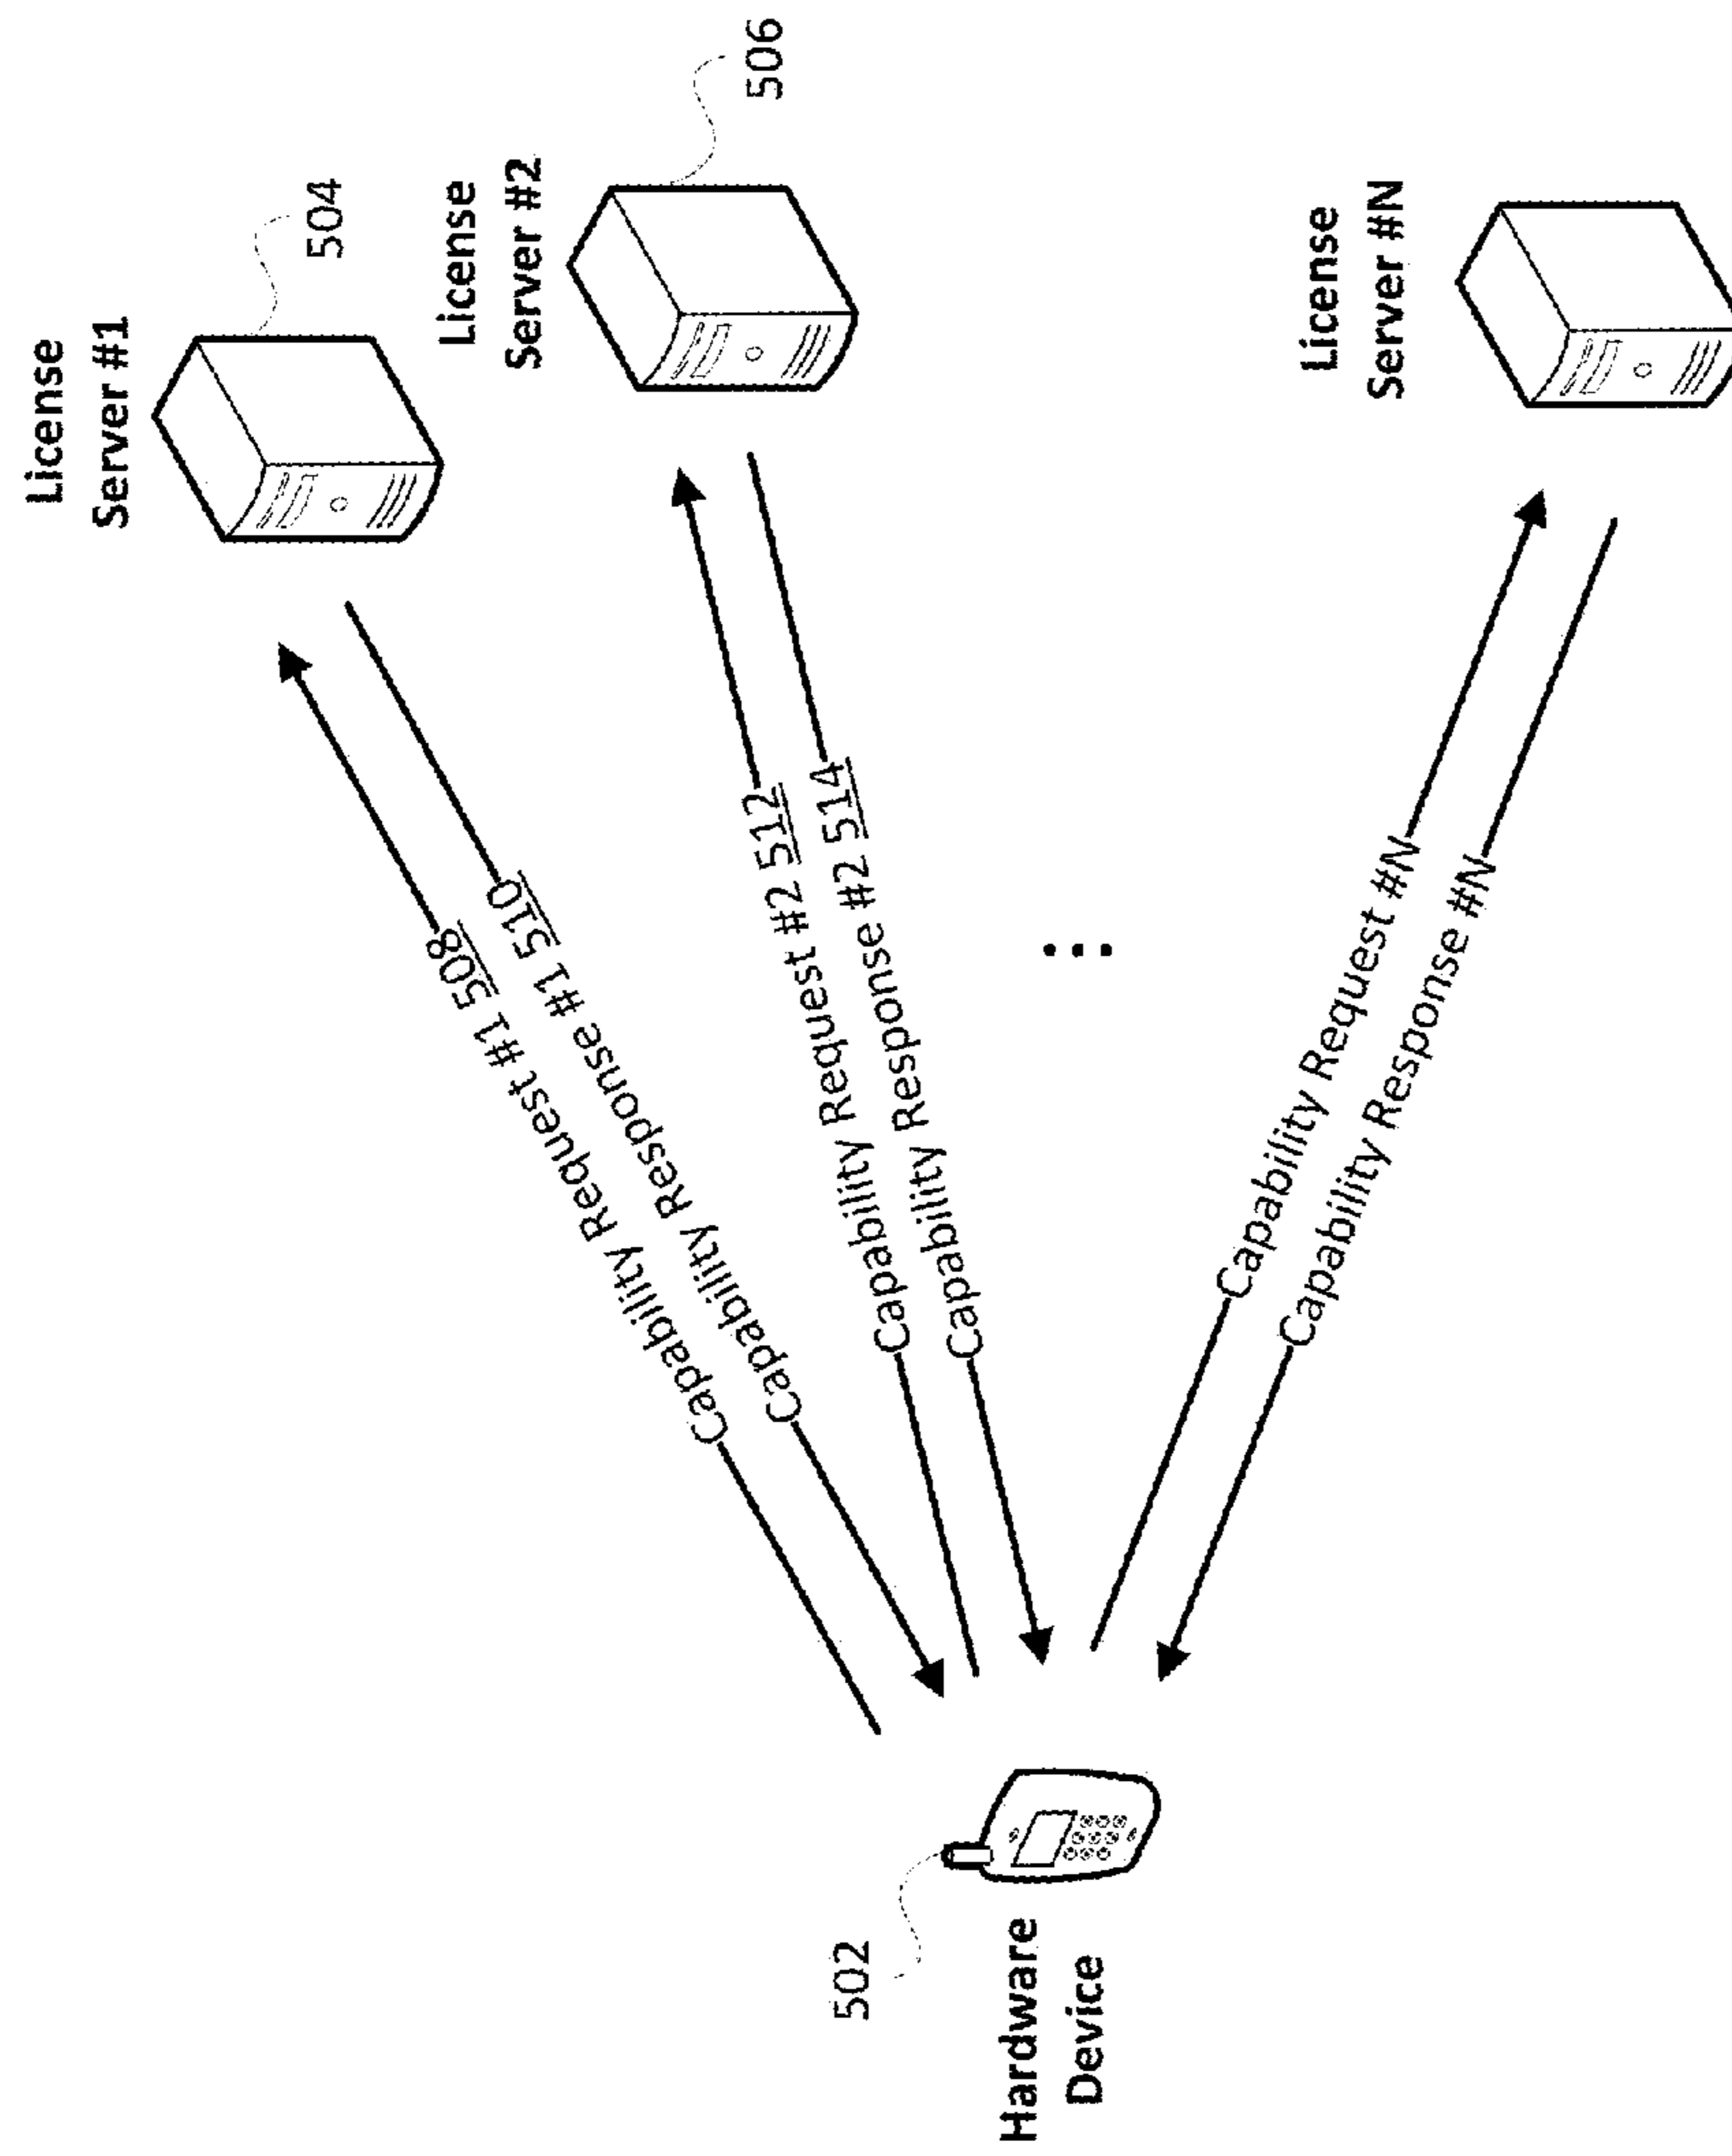 License
Server #1
504
Capability Request #1 508
Capability Response #1 510
License
Server #2
506
Capability Request #2 512
Capability Response #2 514
...
502
Hardware
Device
Capability Request #N
Capability Response #N
License
Server #N